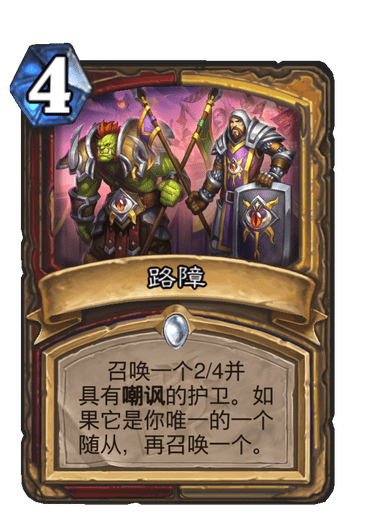 4
路障
召唤一个2/4并
具有嘲讽的护卫。如
果它是你唯一的一个
随从，再召唤一个。